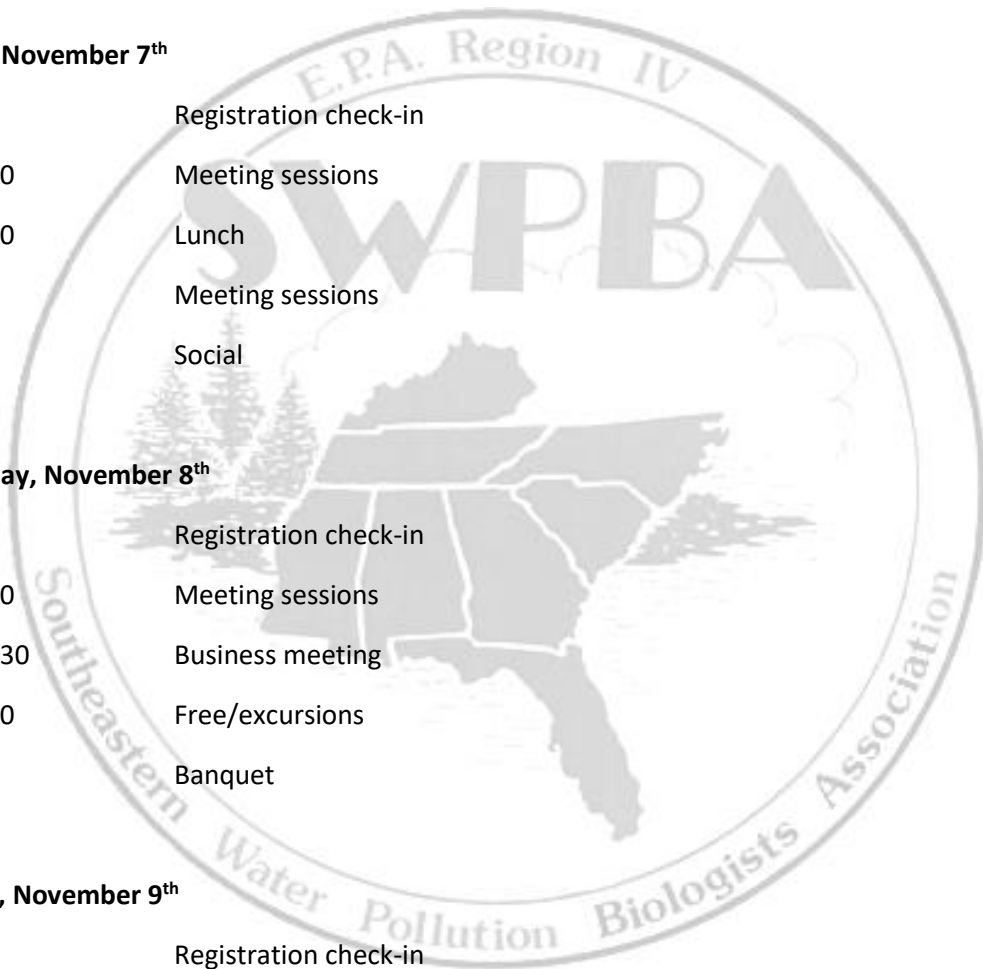 November 7th
Registration check-in
0 Meeting sessions
0 Lunch
Meeting sessions
Social
ay, November 8th
Registration check-in
0 Meeting sessions
30 Business meeting
0 Free/excursions
Banquet
, November 9th
Registration check-in
E.P.A. Region IV
SWPBA
Southeastern Water Pollution Biologists Association